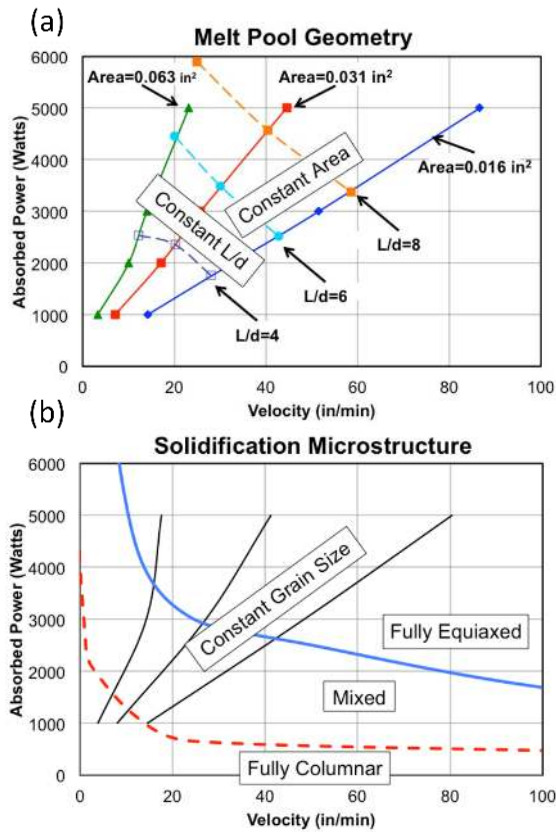 (a)
Melt Pool Geometry
6000
Area=0.063 in²
Area=0.031 in²
5000
Area=0.016 in²
4000
Constant Area
3000
Constant L/d
L/d=8
2000
L/d=6
1000
L/d=4
0
Absorbed Power (Watts)
0 20 40 60 80 100
Velocity (in/min)
(b)
Solidification Microstructure
6000
5000
4000
Constant Grain Size
3000
Fully Equiaxed
2000
Mixed
1000
0
Fully Columnar
Absorbed Power (Watts)
0 20 40 60 80 100
Velocity (in/min)